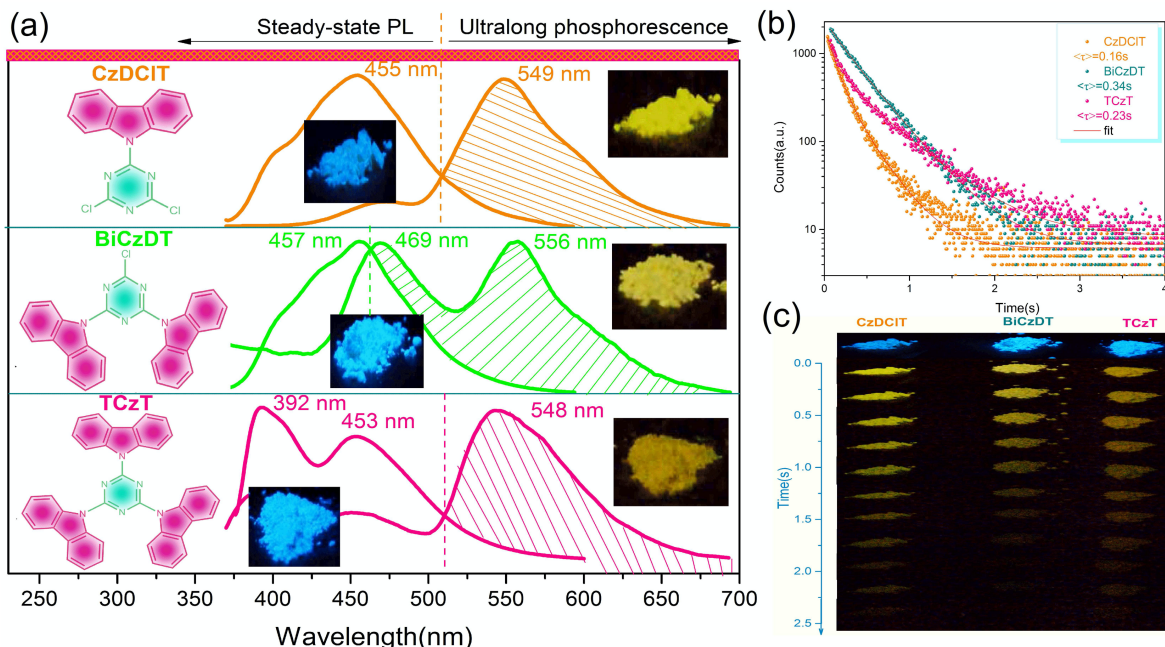 (a)
Steady-state PL
Ultralong phosphorescence
CzDClT
455 nm
549 nm
N
N
N
N
Cl
Cl
BiCzDT
457 nm
469 nm
556 nm
Cl
N
N
N
N
N
TCzT
392 nm
453 nm
548 nm
N
N
N
N
N
N
250
300
350
400
450
500
550
600
650
700
Wavelength(nm)
(b)
CzDClT
<τ>=0.16s
BiCzDT
<τ>=0.34s
TCzT
<τ>=0.23s
fit
1000
100
10
Counts(a.u.)
0
1
2
3
4
Time(s)
(c)
CzDClT
BiCzDT
TCzT
0.0
0.5
1.0
1.5
2.0
2.5
Time(s)